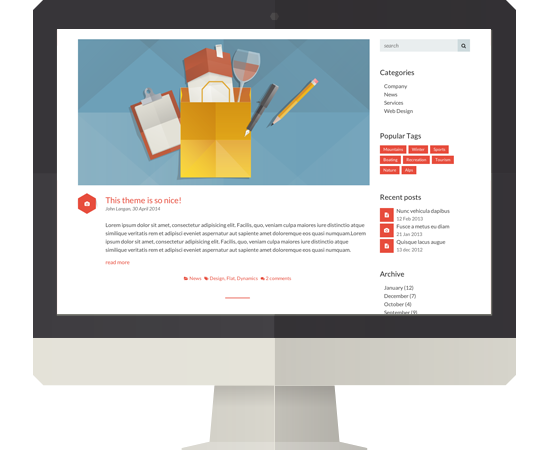 search
Categories
Company
News
Services
Web Design
Popular Tags
Mountains Winter Sports
Boating Recreation Tourism
Nature Alps
Recent posts
Nunc vehicula dapibus
12 Feb 2013
Fusce a metus eu diam
21 Jan 2013
Quisque lacus augue
13 dec 2012
Archive
January (12)
December (7)
October (4)
September (9)
This theme is so nice!
John Langan, 30 April 2014
Lorem ipsum dolor sit amet, consectetur adipisicing elit. Facilis, quo, veniam culpa maiores iure distinctio atque
similique veritatis rem et adipisci eveniet aspernatur aut sapiente amet doloremque eos quasi numquam.Lorem
ipsum dolor sit amet, consectetur adipisicing elit. Facilis, quo, veniam culpa maiores iure distinctio atque
similique veritatis rem et adipisci eveniet aspernatur aut sapiente amet doloremque eos quasi numquam.
read more
News Design, Flat, Dynamics 2 comments